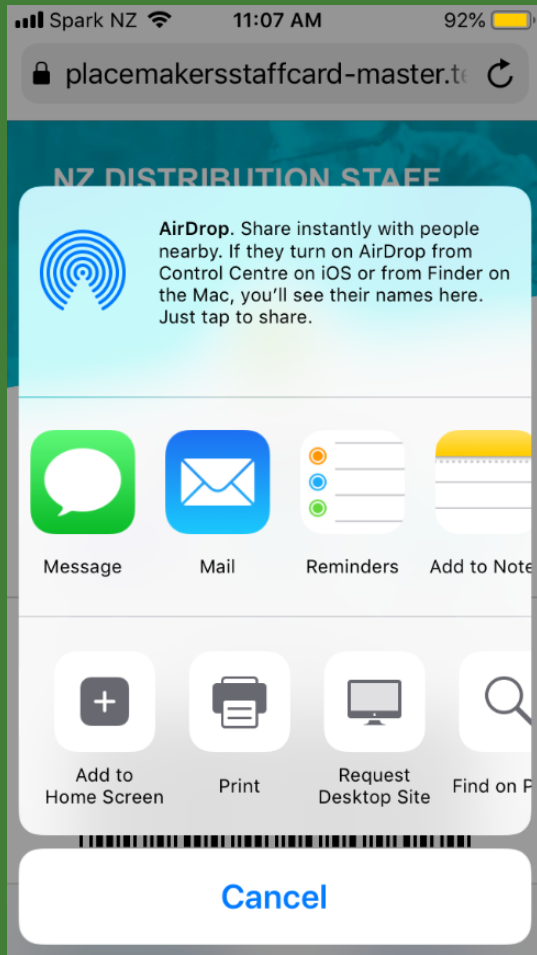 Spark NZ 11:07 AM 92%
placemakersstaffcard-master.te
NZ DISTRIBUTION STAFF
AirDrop. Share instantly with people
nearby. If they turn on AirDrop from
Control Centre on iOS or from Finder on
the Mac, you'll see their names here.
Just tap to share.
Message Mail Reminders Add to Note
Add to
Home Screen
Print
Request
Desktop Site
Find on P
Cancel